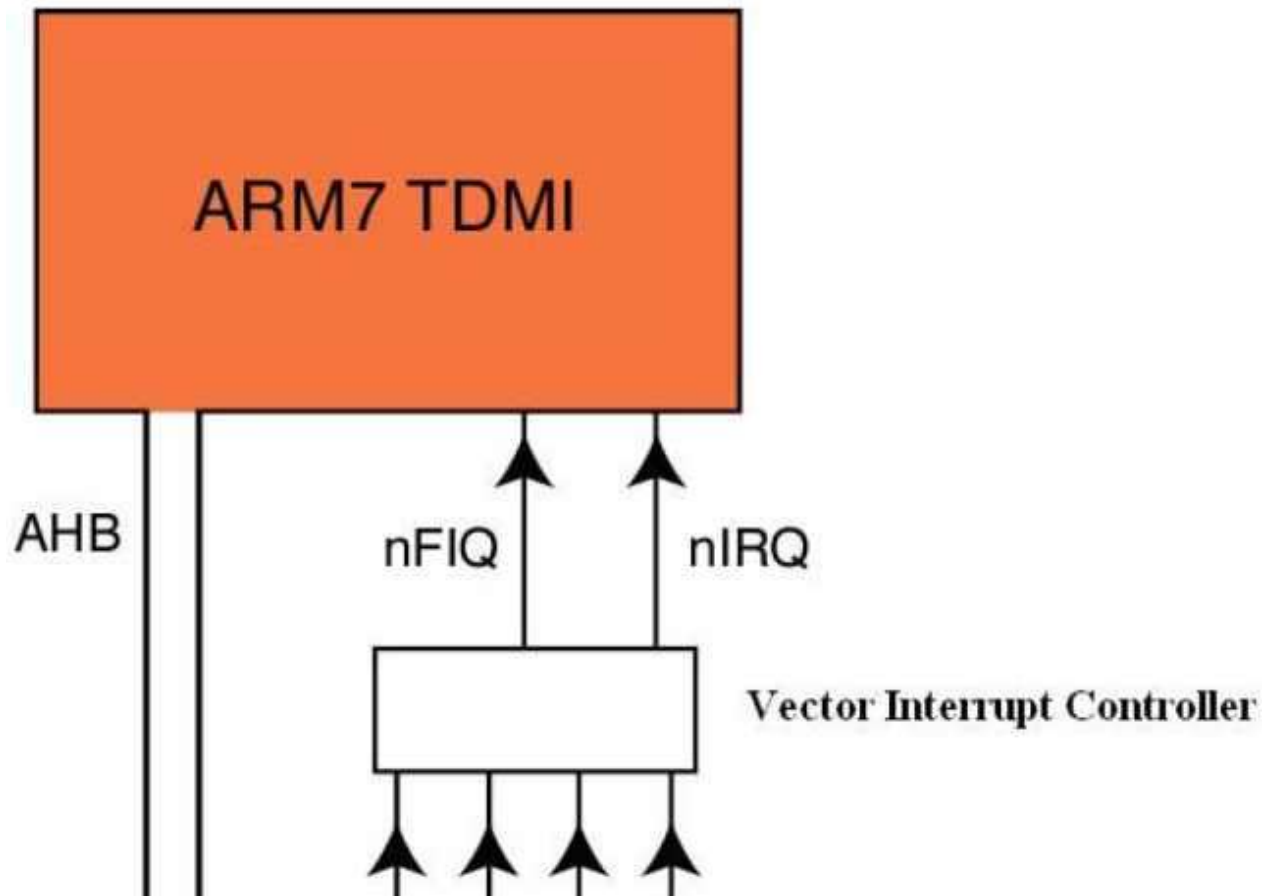 ARM7 TDMI
AHB
nFIQ
nIRQ
Vector Interrupt Controller